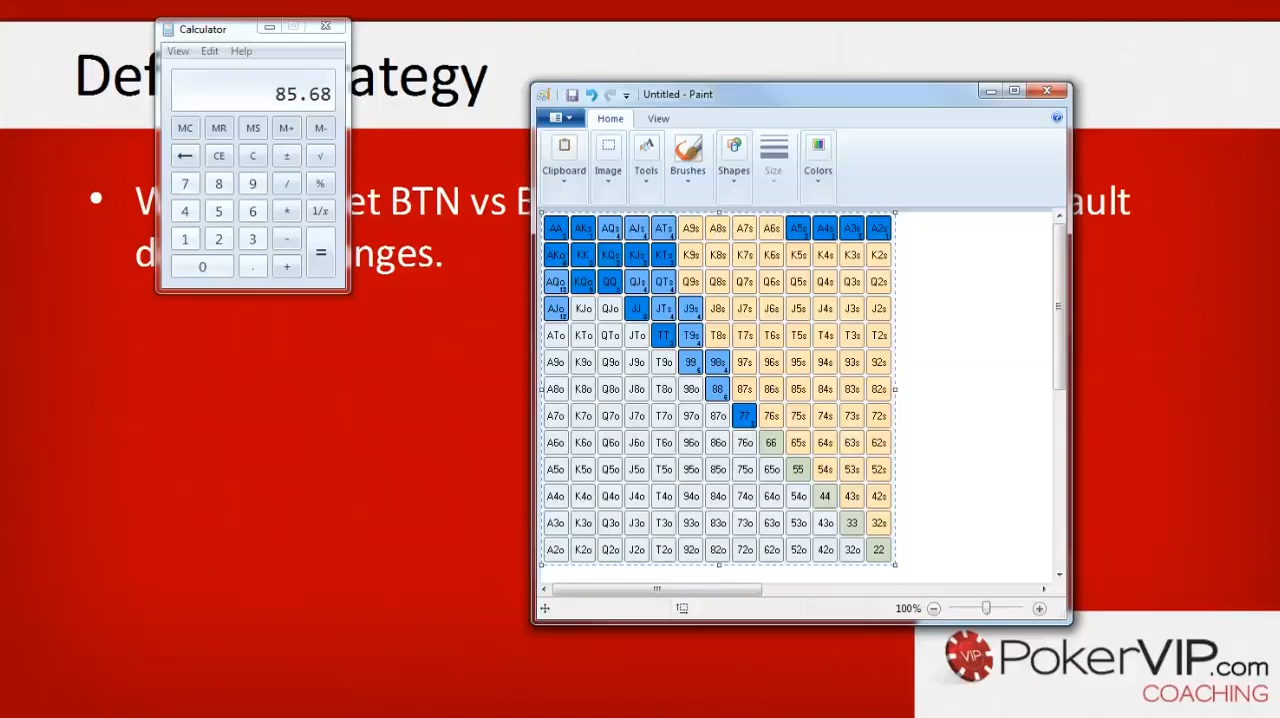 Calculator
View Edit Help
85.68
MC MR MS M+ M-
← CE C ± √
7 8 9 / %
4 5 6 * 1/x
1 2 3 - =
0 . +
Def ategy
• W et BTN vs B ault
d nges.
Untitled - Paint
Home View
Clipboard Image Tools Brushes Shapes Size Colors
AA AKs AQs AJs ATs A9s A8s A7s A6s A5s A4s A3s A2s
AKo KK KQs KJs KTs K9s K8s K7s K6s K5s K4s K3s K2s
AQo KQo QQ QJs QTs Q9s Q8s Q7s Q6s Q5s Q4s Q3s Q2s
AJo KJo QJo JJ JTs J9s J8s J7s J6s J5s J4s J3s J2s
ATo KTo QTo JTo TT T9s T8s T7s T6s T5s T4s T3s T2s
A9o K9o Q9o J9o T9o 99 98s 97s 96s 95s 94s 93s 92s
A8o K8o Q8o J8o T8o 98o 88 87s 86s 85s 84s 83s 82s
A7o K7o Q7o J7o T7o 97o 87o 77 76s 75s 74s 73s 72s
A6o K6o Q6o J6o T6o 96o 86o 76o 66 65s 64s 63s 62s
A5o K5o Q5o J5o T5o 95o 85o 75o 65o 55 54s 53s 52s
A4o K4o Q4o J4o T4o 94o 84o 74o 64o 54o 44 43s 42s
A3o K3o Q3o J3o T3o 93o 83o 73o 63o 53o 43o 33 32s
A2o K2o Q2o J2o T2o 92o 82o 72o 62o 52o 42o 32o 22
100%
VIP PokerVIP.com
COACHING